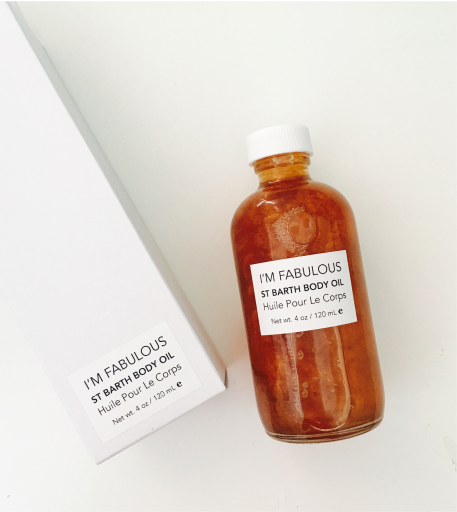 I'M FABULOUS
ST BARTH BODY OIL
Huile Pour Le Corps
Net wt. 4 oz / 120 mL e
I'M FABULOUS
ST BARTH BODY OIL
Huile Pour Le Corps
Net wt. 4 oz / 120 mL e